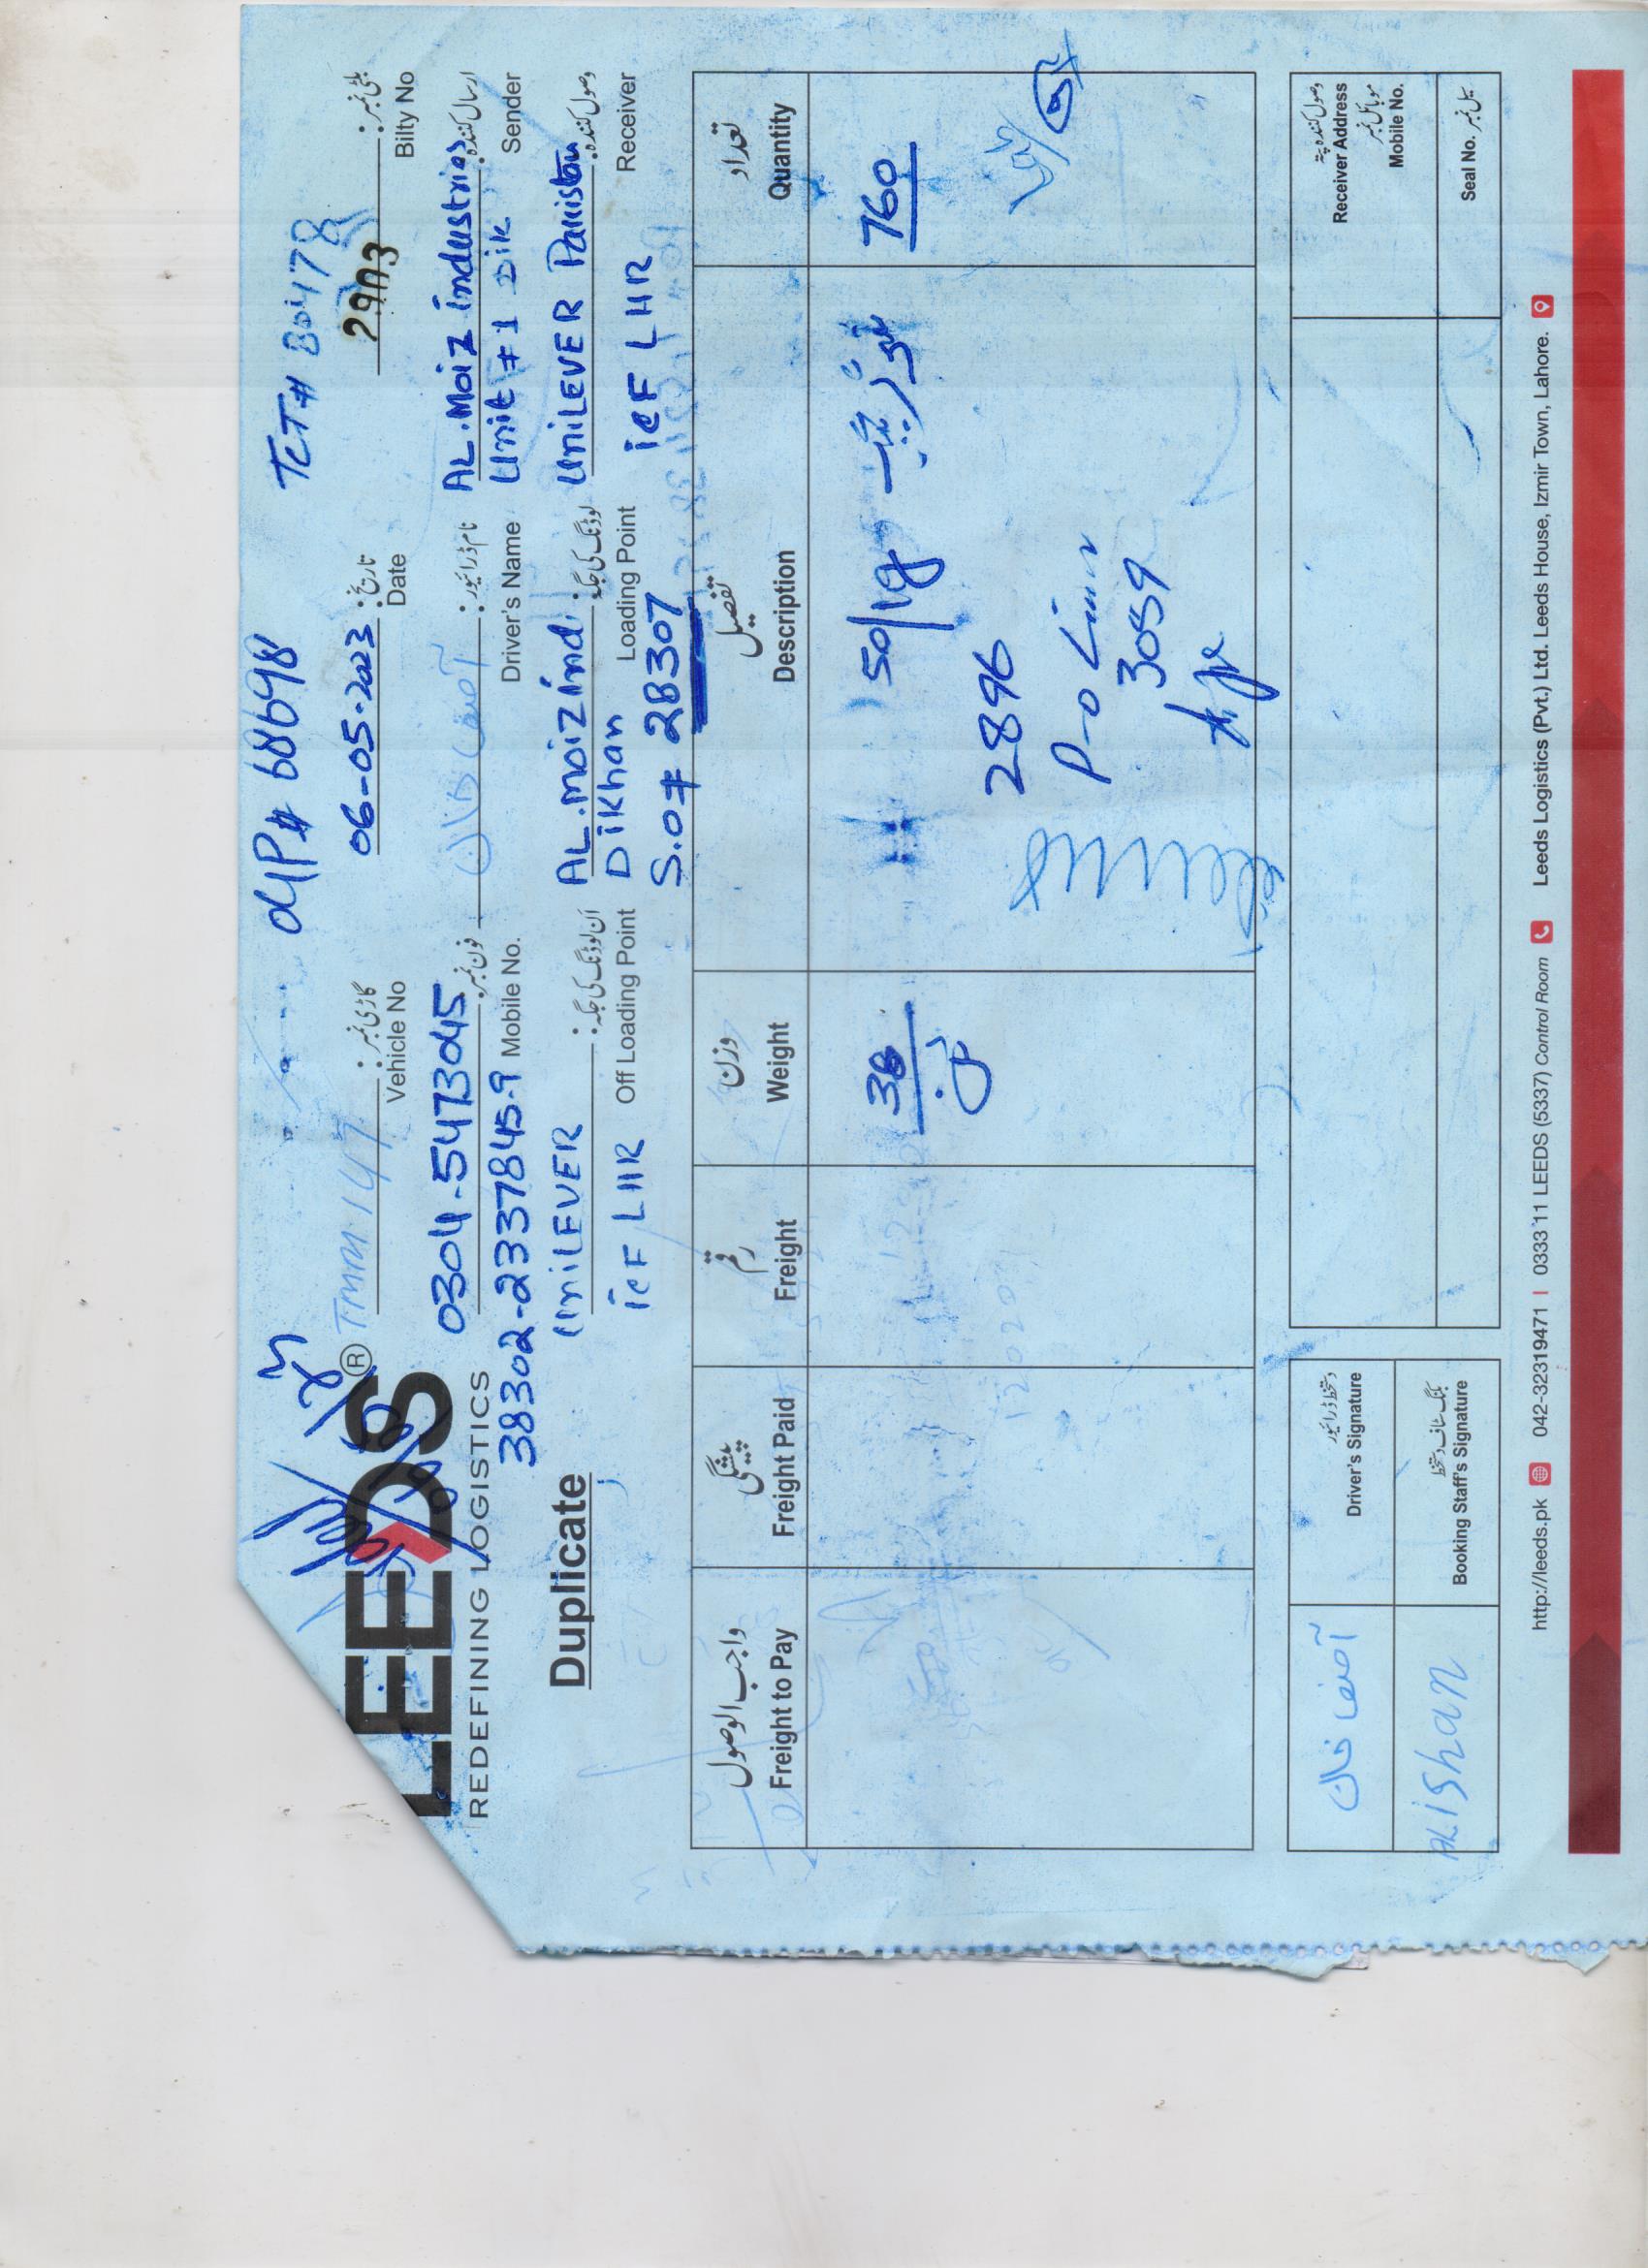 OGP# 68698 TCT# 80478
LEEDS®
REDEFINING LOGISTICS
Duplicate
TMM 147 : گاڑی نمبر
Vehicle No
06-05-2023 : تاریخ
Date
: بلٹی نمبر
Bilty No
0304-5473045 فون نمبر
38302-2337845-9 Mobile No.
آصف خان : نام ڈرائیور
Driver's Name
AL.Moiz industries ارسال کنندہ
Unit #1 Dik Sender
UniLEVER : ان لوڈنگ کی جگہ
icF LHR Off Loading Point
AL.moiz ind : لوڈنگ کی جگہ
Dikhan Loading Point
S.O# 28307
UniLEVER Pakistan وصول کنندہ
icF LHR Receiver
واجب الوصول پیشگی رقم وزن تفصیل تعداد
Freight to Pay Freight Paid Freight Weight Description Quantity
38 50/kg 760
ٹن
2896
P-o
3059
آصف خان دستخط ڈرائیور
Driver's Signature
ALiShan بکنگ سٹاف دستخط
Booking Staff's Signature
وصول کنندہ پتہ
Receiver Address
موبائل نمبر
Mobile No.
سیل نمبر Seal No.
http://leeds.pk 042-32319471 I 0333 11 LEEDS (5337) Control Room Leeds Logistics (Pvt.) Ltd. Leeds House, Izmir Town, Lahore.